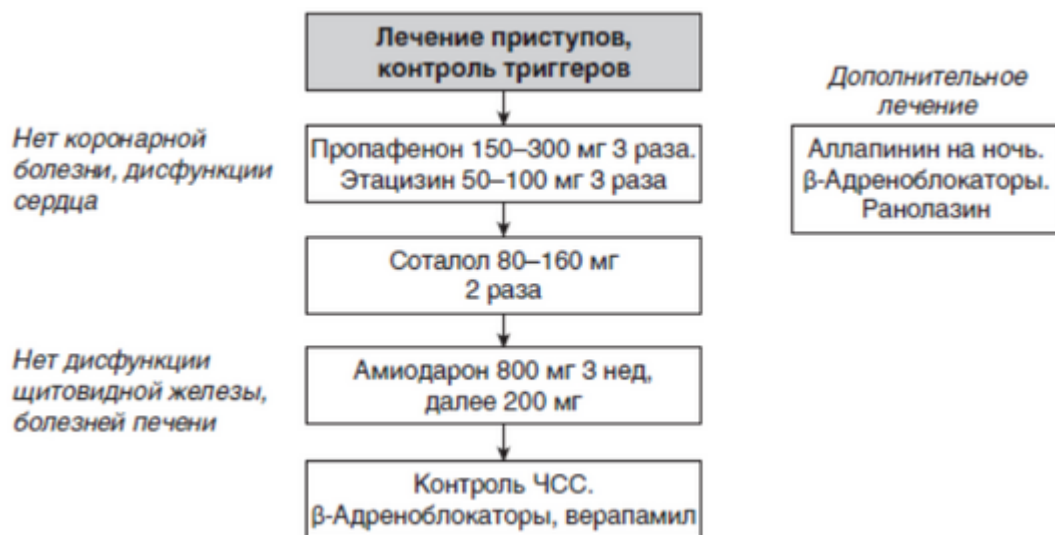 Лечение приступов,
контроль триггеров
Дополнительное
лечение
Нет коронарной
болезни, дисфункции
сердца
Пропафенон 150–300 мг 3 раза.
Этацизин 50–100 мг 3 раза
Аллапинин на ночь.
β-Адреноблокаторы.
Ранолазин
Соталол 80–160 мг
2 раза
Нет дисфункции
щитовидной железы,
болезней печени
Амиодарон 800 мг 3 нед,
далее 200 мг
Контроль ЧСС.
β-Адреноблокаторы, верапамил